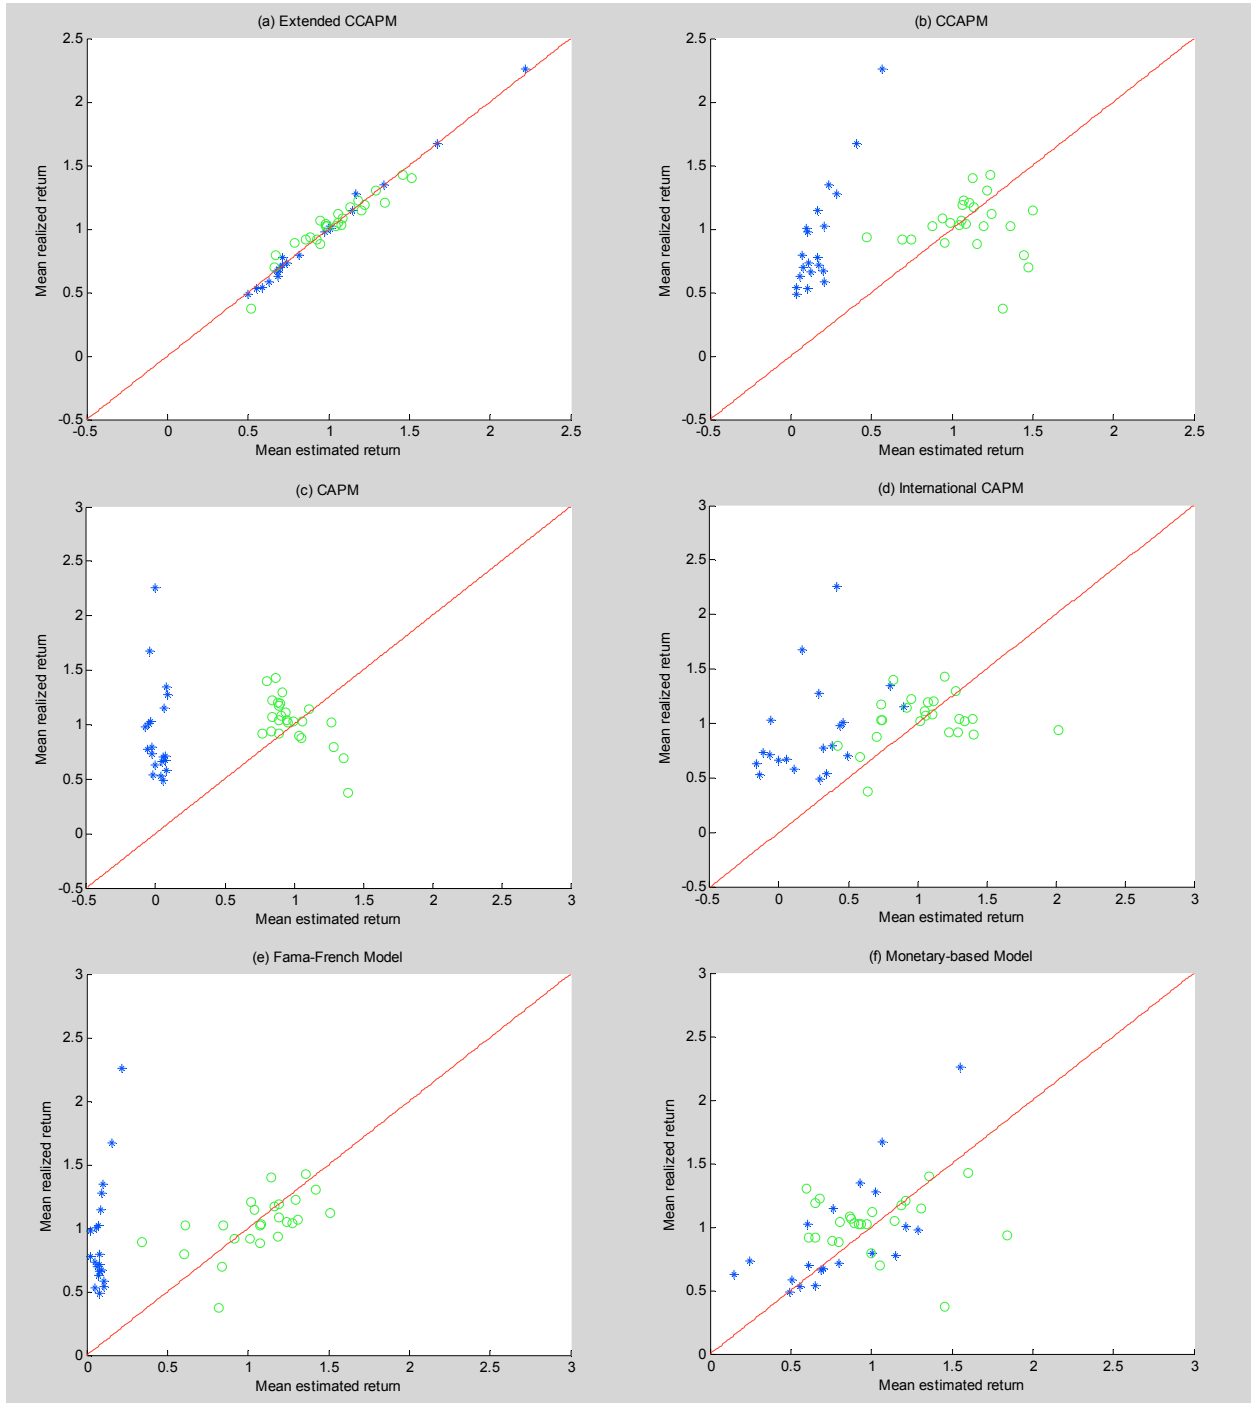 (a) Extended CCAPM
2.5
2
1.5
1
0.5
0
-0.5
Mean realized return
-0.5 0 0.5 1 1.5 2 2.5
Mean estimated return
(b) CCAPM
2.5
2
1.5
1
0.5
0
-0.5
Mean realized return
-0.5 0 0.5 1 1.5 2 2.5
Mean estimated return
(c) CAPM
3
2.5
2
1.5
1
0.5
0
-0.5
Mean realized return
-0.5 0 0.5 1 1.5 2 2.5 3
Mean estimated return
(d) International CAPM
3
2.5
2
1.5
1
0.5
0
-0.5
Mean realized return
-0.5 0 0.5 1 1.5 2 2.5 3
Mean estimated return
(e) Fama-French Model
3
2.5
2
1.5
1
0.5
0
Mean realized return
0 0.5 1 1.5 2 2.5 3
Mean estimated return
(f) Monetary-based Model
3
2.5
2
1.5
1
0.5
0
Mean realized return
0 0.5 1 1.5 2 2.5 3
Mean estimated return